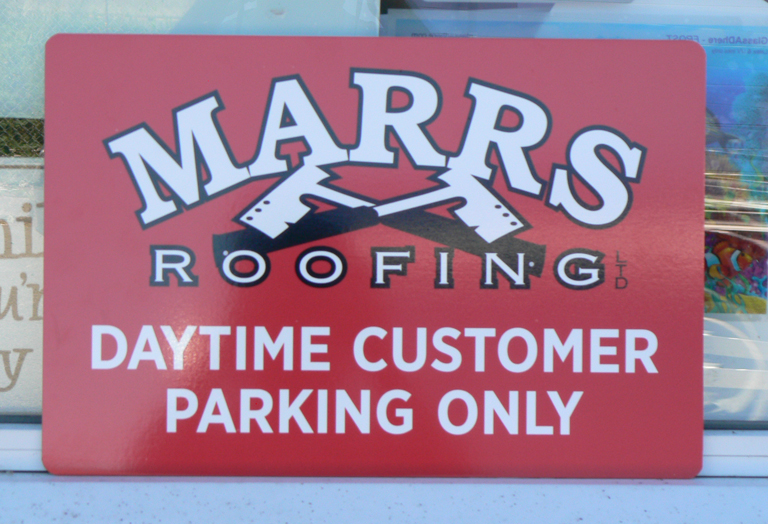 MARRS
ROOFING LTD
DAYTIME CUSTOMER
PARKING ONLY